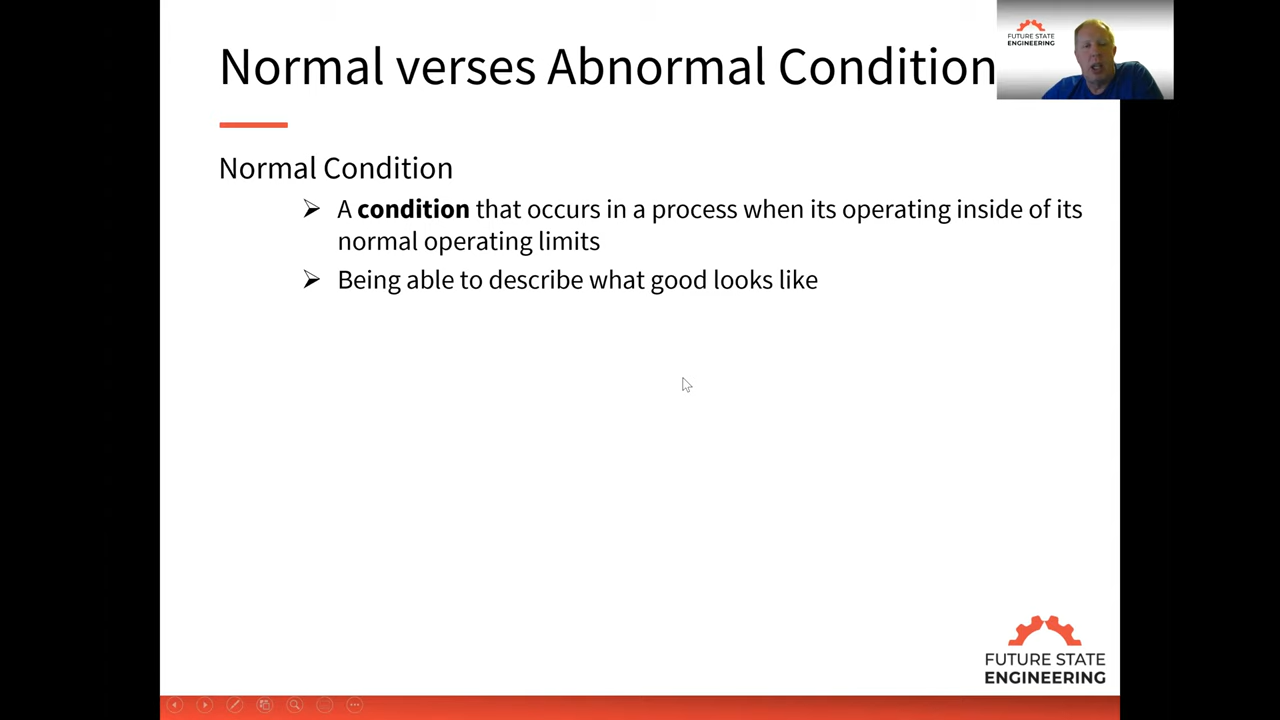 Normal verses Abnormal Condition
FUTURE STATE
ENGINEERING
Normal Condition
A condition that occurs in a process when its operating inside of its
normal operating limits
Being able to describe what good looks like
FUTURE STATE
ENGINEERING